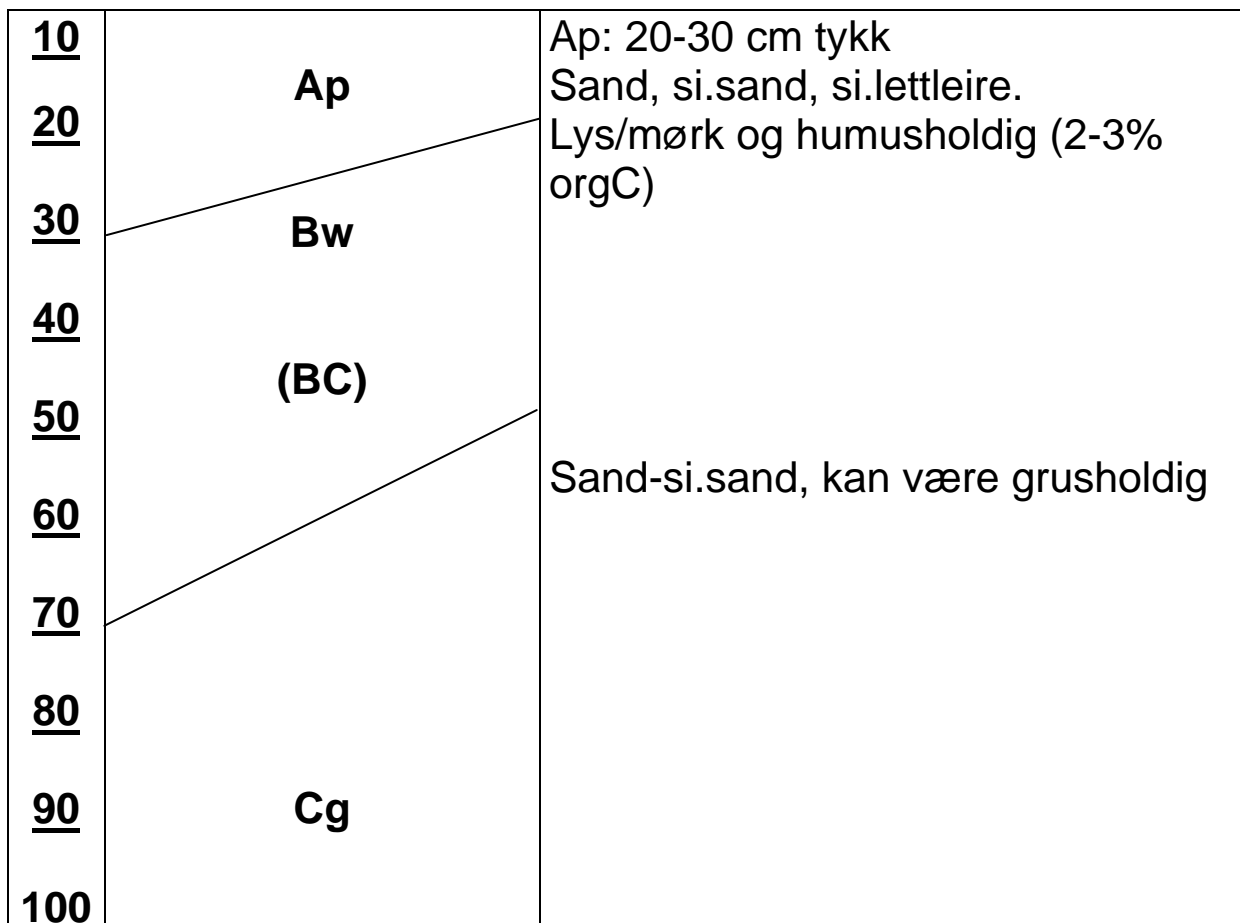 10
Ap
20
30
Bw
40
(BC)
50
60
70
80
90
Cg
100
Ap: 20-30 cm tykk
Sand, si.sand, si.lettleire.
Lys/mørk og humusholdig (2-3%
orgC)
Sand-si.sand, kan være grusholdig